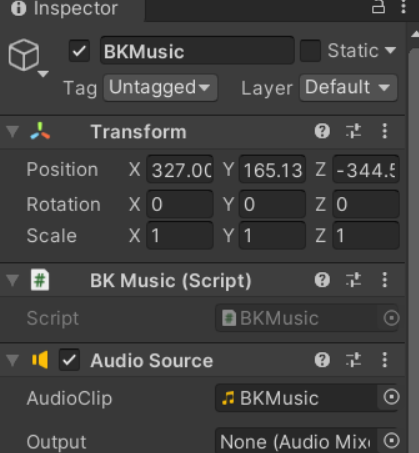 Inspector
BKMusic Static
Tag Untagged Layer Default
Transform
Position X 327.00 Y 165.13 Z -344.5
Rotation X 0 Y 0 Z 0
Scale X 1 Y 1 Z 1
# BK Music (Script)
Script # BKMusic
Audio Source
AudioClip BKMusic
Output None (Audio Mix